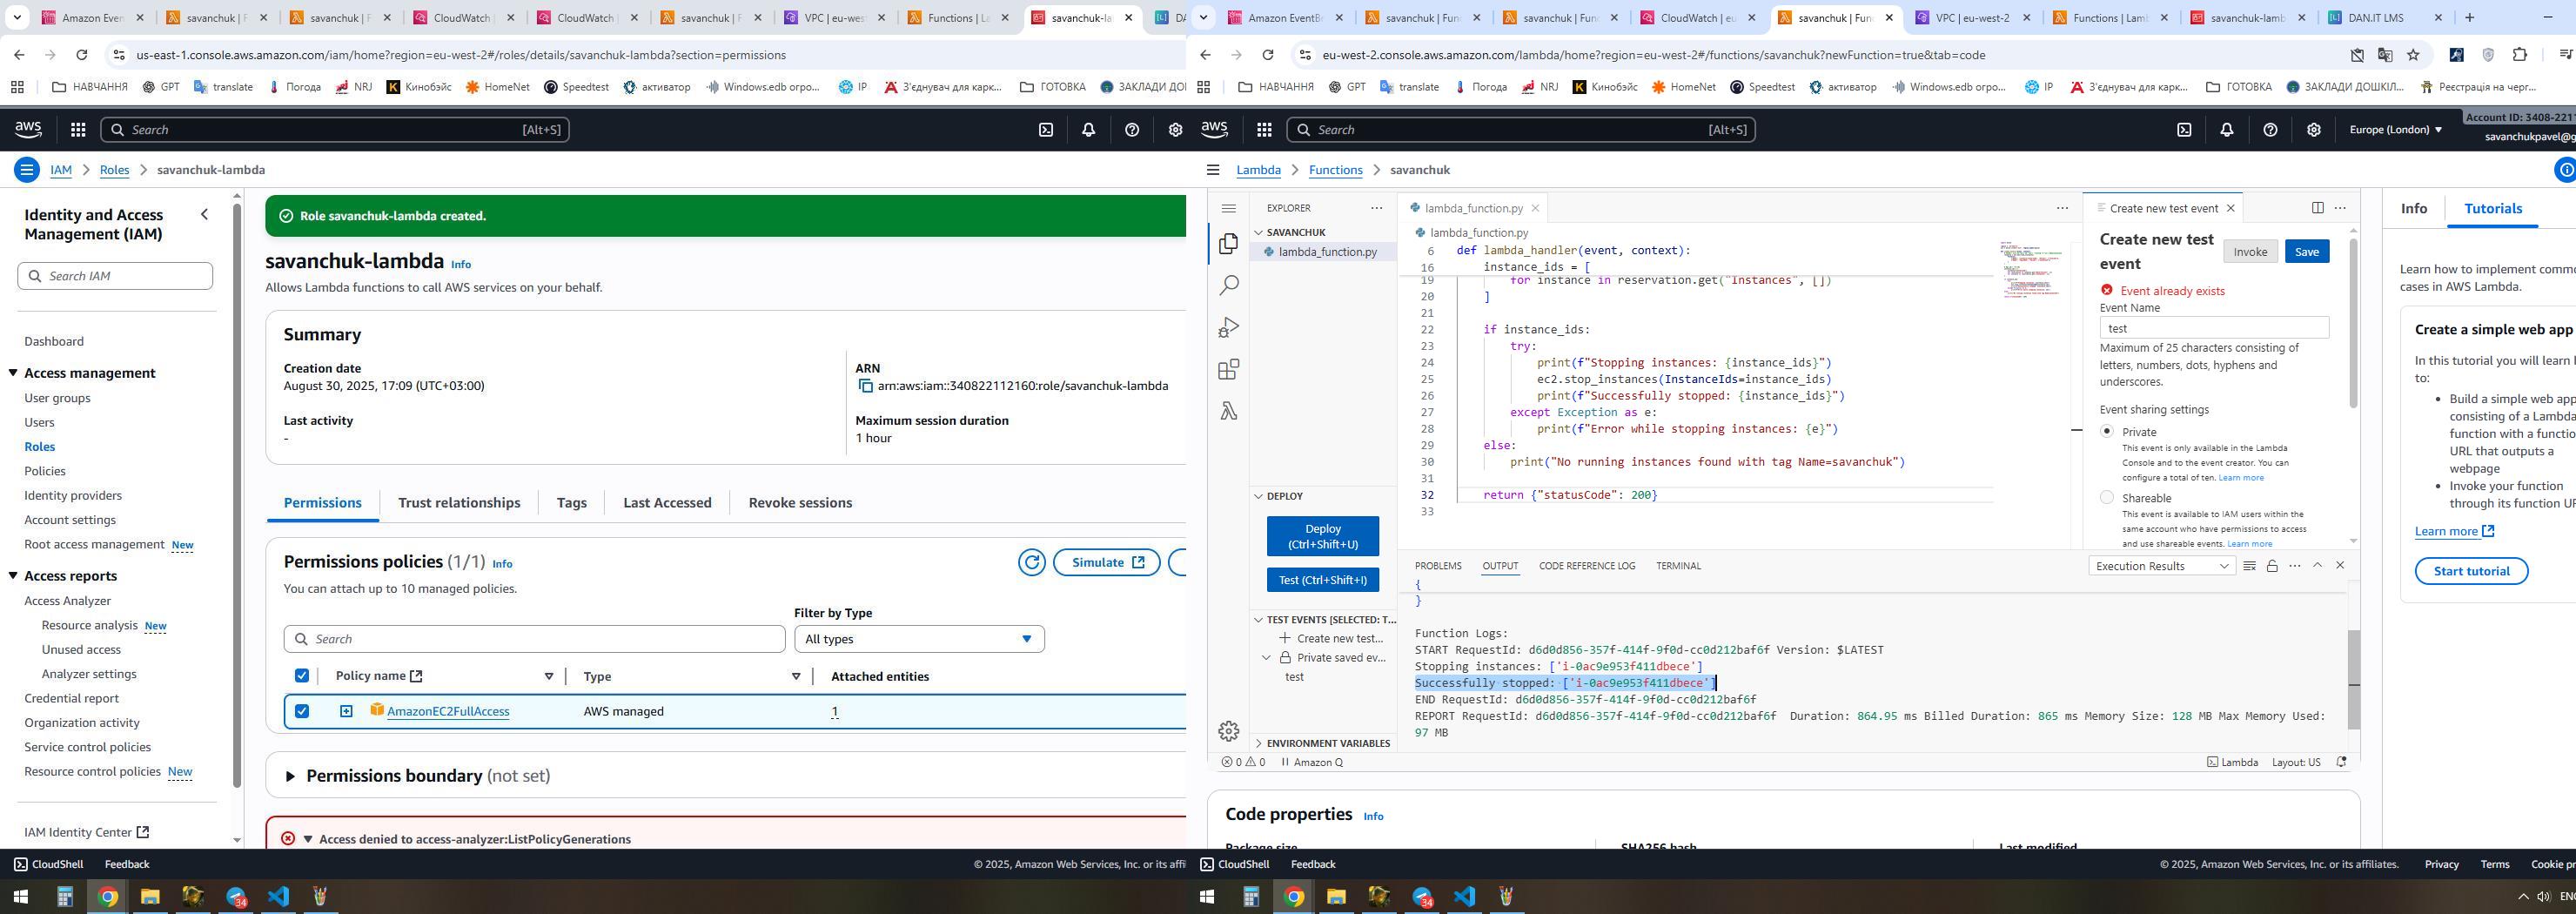 Amazon Even
savanchuk | F
savanchuk | F
CloudWatch |
CloudWatch |
savanchuk | F
VPC | eu-wes
Functions | La
savanchuk-la
DA
us-east-1.console.aws.amazon.com/iam/home?region=eu-west-2#/roles/details/savanchuk-lambda?section=permissions
НАВЧАННЯ
GPT
translate
Погода
NRJ
Кинобэйс
HomeNet
Speedtest
активатор
Windows.edb огро...
IP
З'єднувач для карк...
ГОТОВКА
ЗАКЛАДИ ДОІ
aws
Search
[Alt+S]
IAM
Roles
savanchuk-lambda
Identity and Access
Management (IAM)
Search IAM
Dashboard
Access management
User groups
Users
Roles
Policies
Identity providers
Account settings
Root access management New
Access reports
Access Analyzer
Resource analysis New
Unused access
Analyzer settings
Credential report
Organization activity
Service control policies
Resource control policies New
IAM Identity Center
Role savanchuk-lambda created.
savanchuk-lambda Info
Allows Lambda functions to call AWS services on your behalf.
Summary
Creation date
August 30, 2025, 17:09 (UTC+03:00)
Last activity
-
ARN
arn:aws:iam::340822112160:role/savanchuk-lambda
Maximum session duration
1 hour
Permissions
Trust relationships
Tags
Last Accessed
Revoke sessions
Permissions policies (1/1) Info
Simulate
You can attach up to 10 managed policies.
Filter by Type
Search
All types
Policy name
Type
Attached entities
AmazonEC2FullAccess
AWS managed
1
Permissions boundary (not set)
Access denied to access-analyzer:ListPolicyGenerations
CloudShell
Feedback
© 2025, Amazon Web Services, Inc. or its affil
34
Amazon EventBr
savanchuk | Fun
savanchuk | Fun
CloudWatch | eu
savanchuk | Fun
VPC | eu-west-2
Functions | Lamb
savanchuk-lamb
DAN.IT LMS
eu-west-2.console.aws.amazon.com/lambda/home?region=eu-west-2#/functions/savanchuk?newFunction=true&tab=code
НАВЧАННЯ
GPT
translate
Погода
NRJ
Кинобэйс
HomeNet
Speedtest
активатор
Windows.edb огро...
IP
З'єднувач для карк...
ГОТОВКА
ЗАКЛАДИ ДОШКІЛ...
Реєстрація на черг...
aws
Search
[Alt+S]
Europe (London)
Account ID: 3408-221
savanchukpavel@g
Lambda
Functions
savanchuk
EXPLORER
SAVANCHUK
lambda_function.py
DEPLOY
Deploy
(Ctrl+Shift+U)
Test (Ctrl+Shift+I)
TEST EVENTS [SELECTED: T...
Create new test...
Private saved ev...
test
ENVIRONMENT VARIABLES
lambda_function.py
lambda_function.py
6 def lambda_handler(event, context):
16 instance_ids = [
19 for instance in reservation.get("Instances", [])
20 ]
21
22 if instance_ids:
23 try:
24 print(f"Stopping instances: {instance_ids}")
25 ec2.stop_instances(InstanceIds=instance_ids)
26 print(f"Successfully stopped: {instance_ids}")
27 except Exception as e:
28 print(f"Error while stopping instances: {e}")
29 else:
30 print("No running instances found with tag Name=savanchuk")
31
32 return {"statusCode": 200}
33
Create new test event
Create new test
event
Invoke
Save
Event already exists
Event Name
test
Maximum of 25 characters consisting of
letters, numbers, dots, hyphens and
underscores.
Event sharing settings
Private
This event is only available in the Lambda
Console and to the event creator. You can
configure a total of ten. Learn more
Shareable
This event is available to IAM users within the
same account who have permissions to access
and use shareable events. Learn more
PROBLEMS
OUTPUT
CODE REFERENCE LOG
TERMINAL
Execution Results
{
}
Function Logs:
START RequestId: d6d0d856-357f-414f-9f0d-cc0d212baf6f Version: $LATEST
Stopping instances: ['i-0ac9e953f411dbece']
Successfully stopped: ['i-0ac9e953f411dbece']
END RequestId: d6d0d856-357f-414f-9f0d-cc0d212baf6f
REPORT RequestId: d6d0d856-357f-414f-9f0d-cc0d212baf6f Duration: 864.95 ms Billed Duration: 865 ms Memory Size: 128 MB Max Memory Used:
97 MB
0 0
Amazon Q
Lambda
Layout: US
Code properties Info
Package size
SHA256 hash
Last modified
Info
Tutorials
Learn how to implement commo
cases in AWS Lambda.
Create a simple web app
In this tutorial you will learn
to:
Build a simple web app
consisting of a Lambda
function with a functio
URL that outputs a
webpage
Invoke your function
through its function UR
Learn more
Start tutorial
CloudShell
Feedback
© 2025, Amazon Web Services, Inc. or its affiliates.
Privacy
Terms
Cookie pr
34
ENG